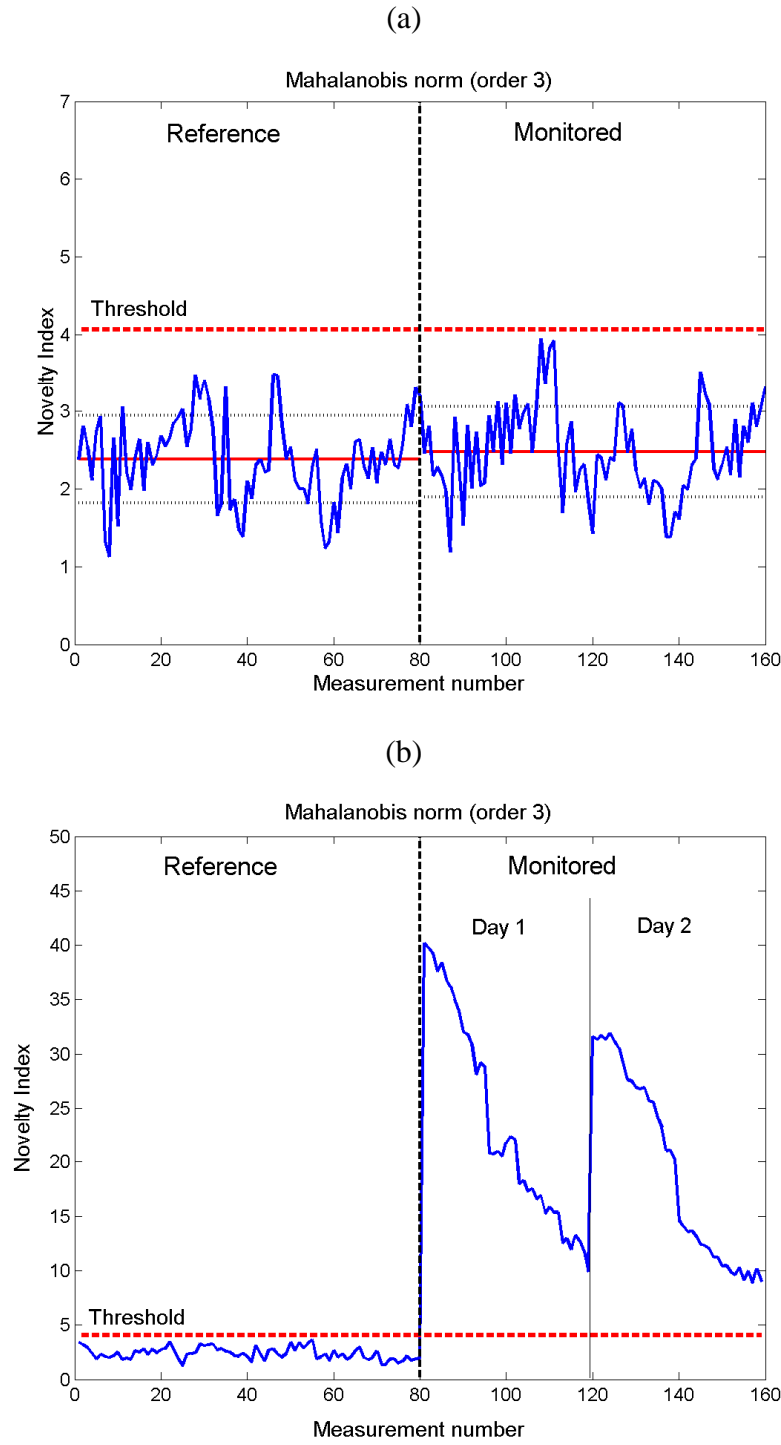 (a)
Mahalanobis norm (order 3)
7
Reference Monitored
6
5
Threshold
4
3
2
1
0
0 20 40 60 80 100 120 140 160
Novelty Index
Measurement number
(b)
Mahalanobis norm (order 3)
50
Reference Monitored
45
Day 1 Day 2
40
35
30
25
20
15
10
Threshold
5
0
0 20 40 60 80 100 120 140 160
Novelty Index
Measurement number